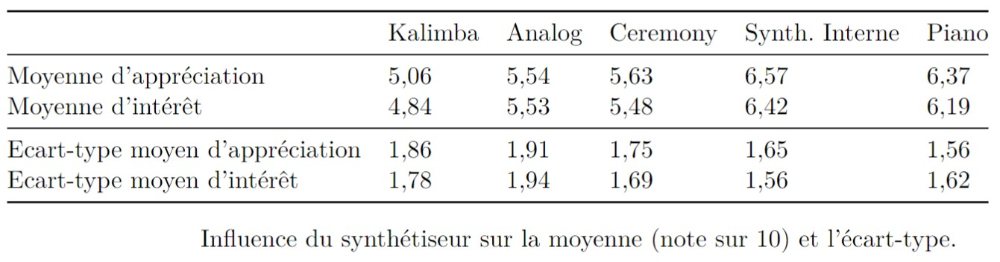 Kalimba Analog Ceremony Synth. Interne Piano
Moyenne d'appréciation 5,06 5,54 5,63 6,57 6,37
Moyenne d'intérêt 4,84 5,53 5,48 6,42 6,19
Ecart-type moyen d'appréciation 1,86 1,91 1,75 1,65 1,56
Ecart-type moyen d'intérêt 1,78 1,94 1,69 1,56 1,62
Influence du synthétiseur sur la moyenne (note sur 10) et l'écart-type.